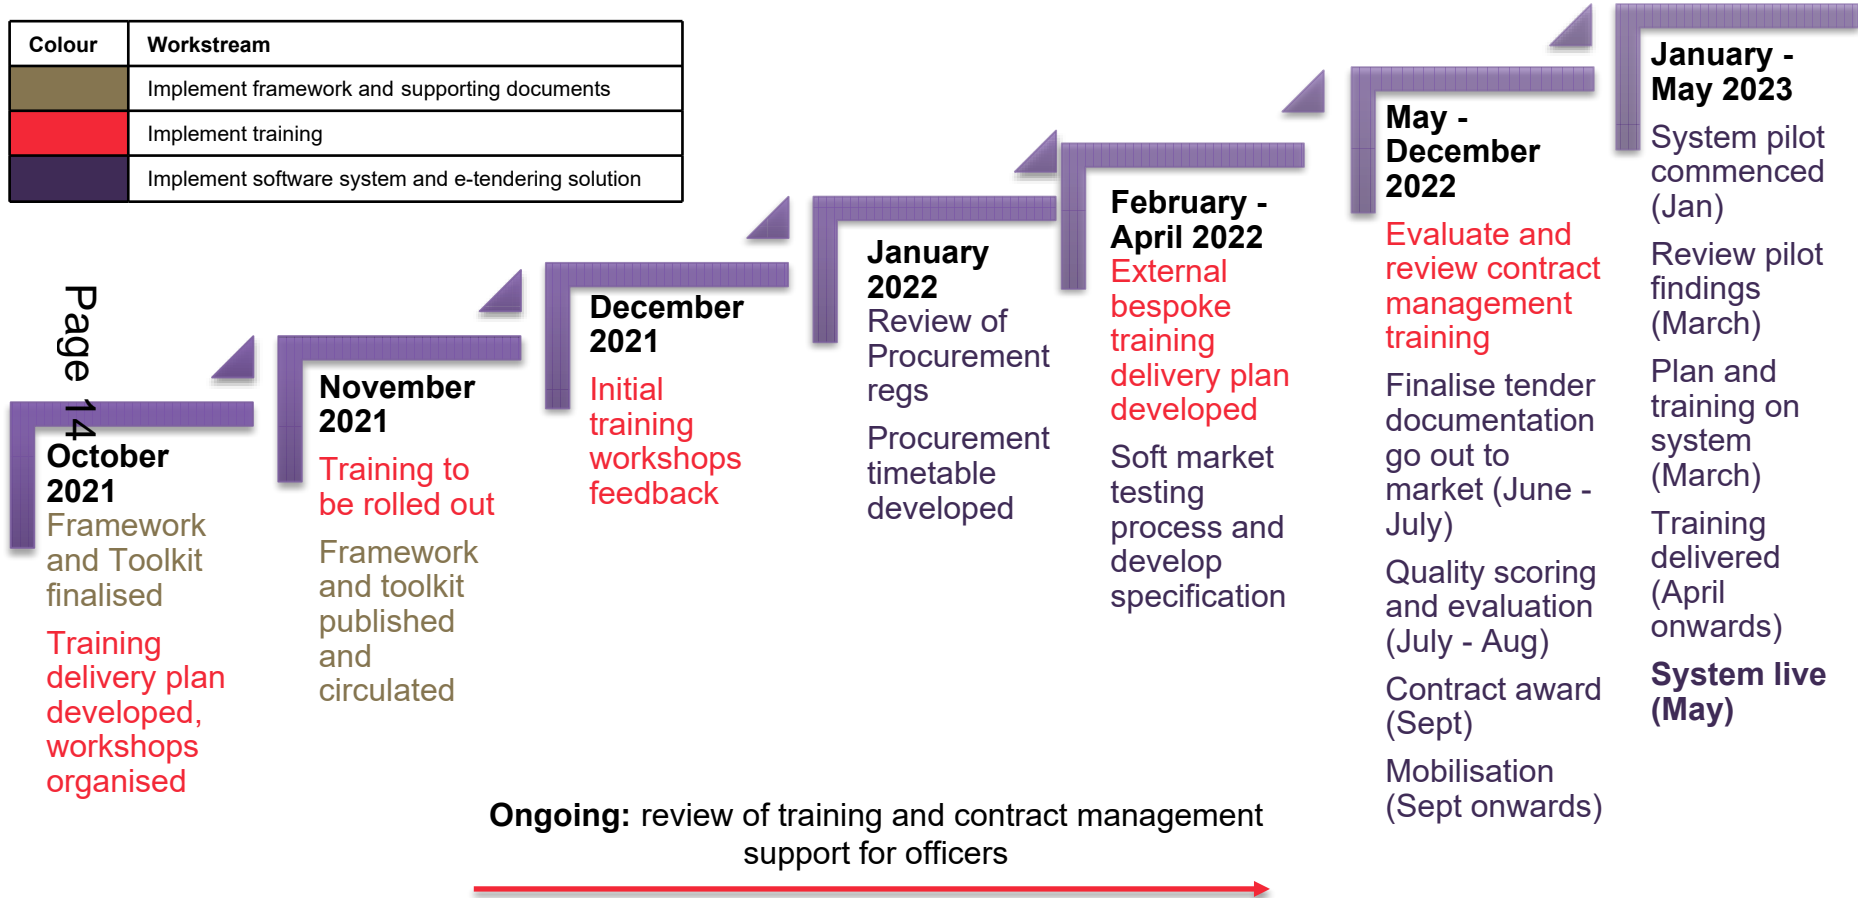 Colour Workstream
Implement framework and supporting documents
Implement training
Implement software system and e-tendering solution
Page 14
October
2021
Framework
and Toolkit
finalised
Training
delivery plan
developed,
workshops
organised
November
2021
Training to
be rolled out
Framework
and toolkit
published
and
circulated
December
2021
Initial
training
workshops
feedback
January
2022
Review of
Procurement
regs
Procurement
timetable
developed
February -
April 2022
External
bespoke
training
delivery plan
developed
Soft market
testing
process and
develop
specification
May -
December
2022
Evaluate and
review contract
management
training
Finalise tender
documentation
go out to
market (June -
July)
Quality scoring
and evaluation
(July - Aug)
Contract award
(Sept)
Mobilisation
(Sept onwards)
January -
May 2023
System pilot
commenced
(Jan)
Review pilot
findings
(March)
Plan and
training on
system
(March)
Training
delivered
(April
onwards)
System live
(May)
Ongoing: review of training and contract management
support for officers